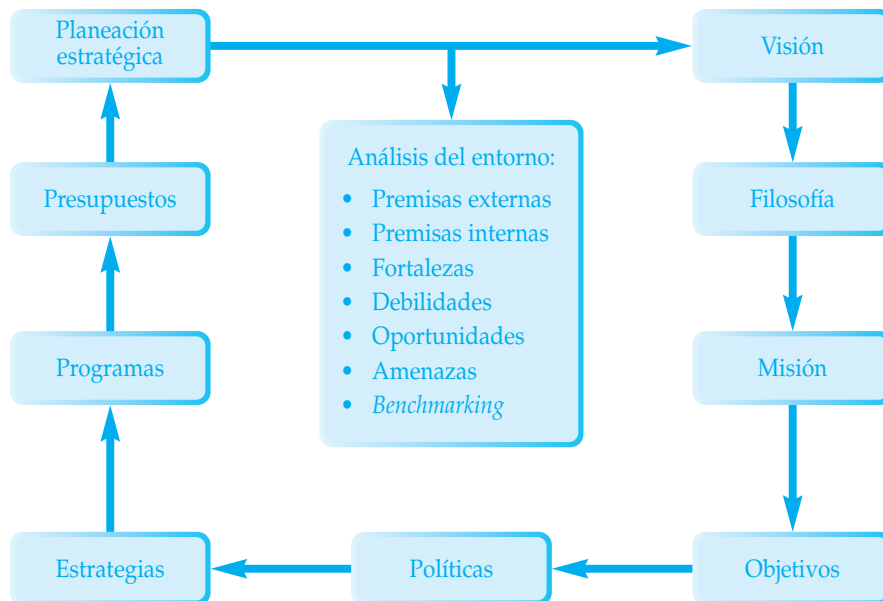 Planeación
estratégica
Visión
Análisis del entorno:
• Premisas externas
• Premisas internas
• Fortalezas
• Debilidades
• Oportunidades
• Amenazas
• Benchmarking
Presupuestos
Filosofía
Programas
Misión
Estrategias
Políticas
Objetivos